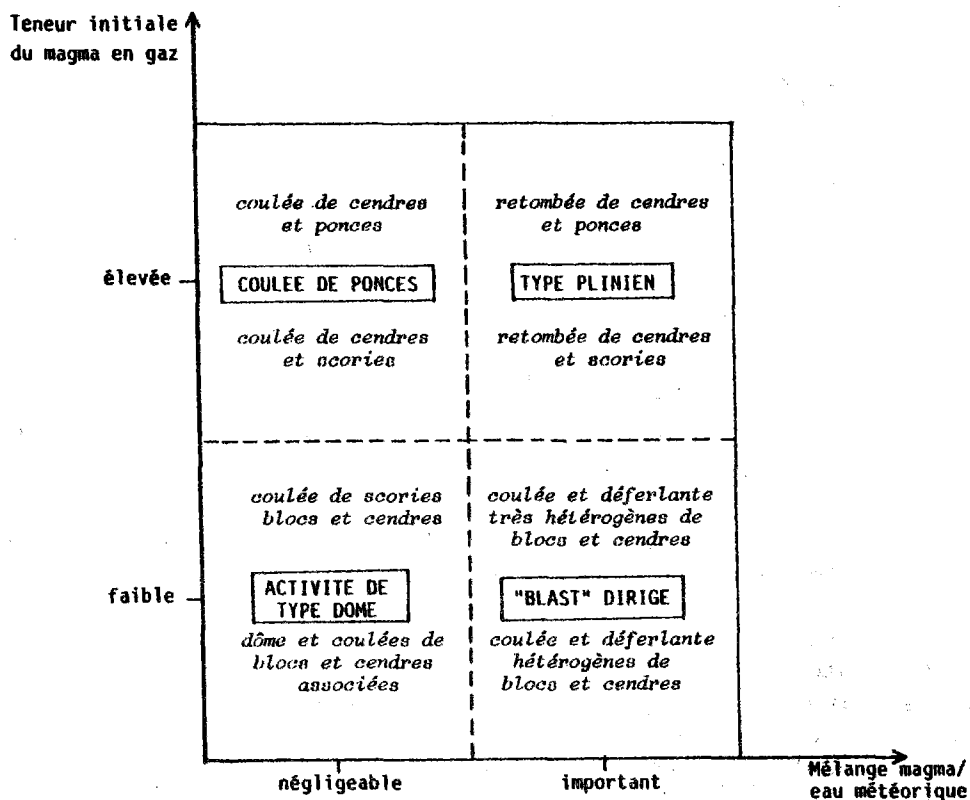 Teneur initiale
du magma en gaz
coulée de cendres
et ponces
retombée de cendres
et ponces
élevée
COULEE DE PONCES
TYPE PLINIEN
coulée de cendres
et scories
retombée de cendres
et scories
coulée de scories
blocs et cendres
coulée et déferlante
très hétérogènes de
blocs et cendres
faible
ACTIVITE DE
TYPE DOME
"BLAST" DIRIGE
dôme et coulées de
blocs et cendres
associées
coulée et déferlante
hétérogènes de
blocs et cendres
négligeable
important
Mélange magma/
eau météorique